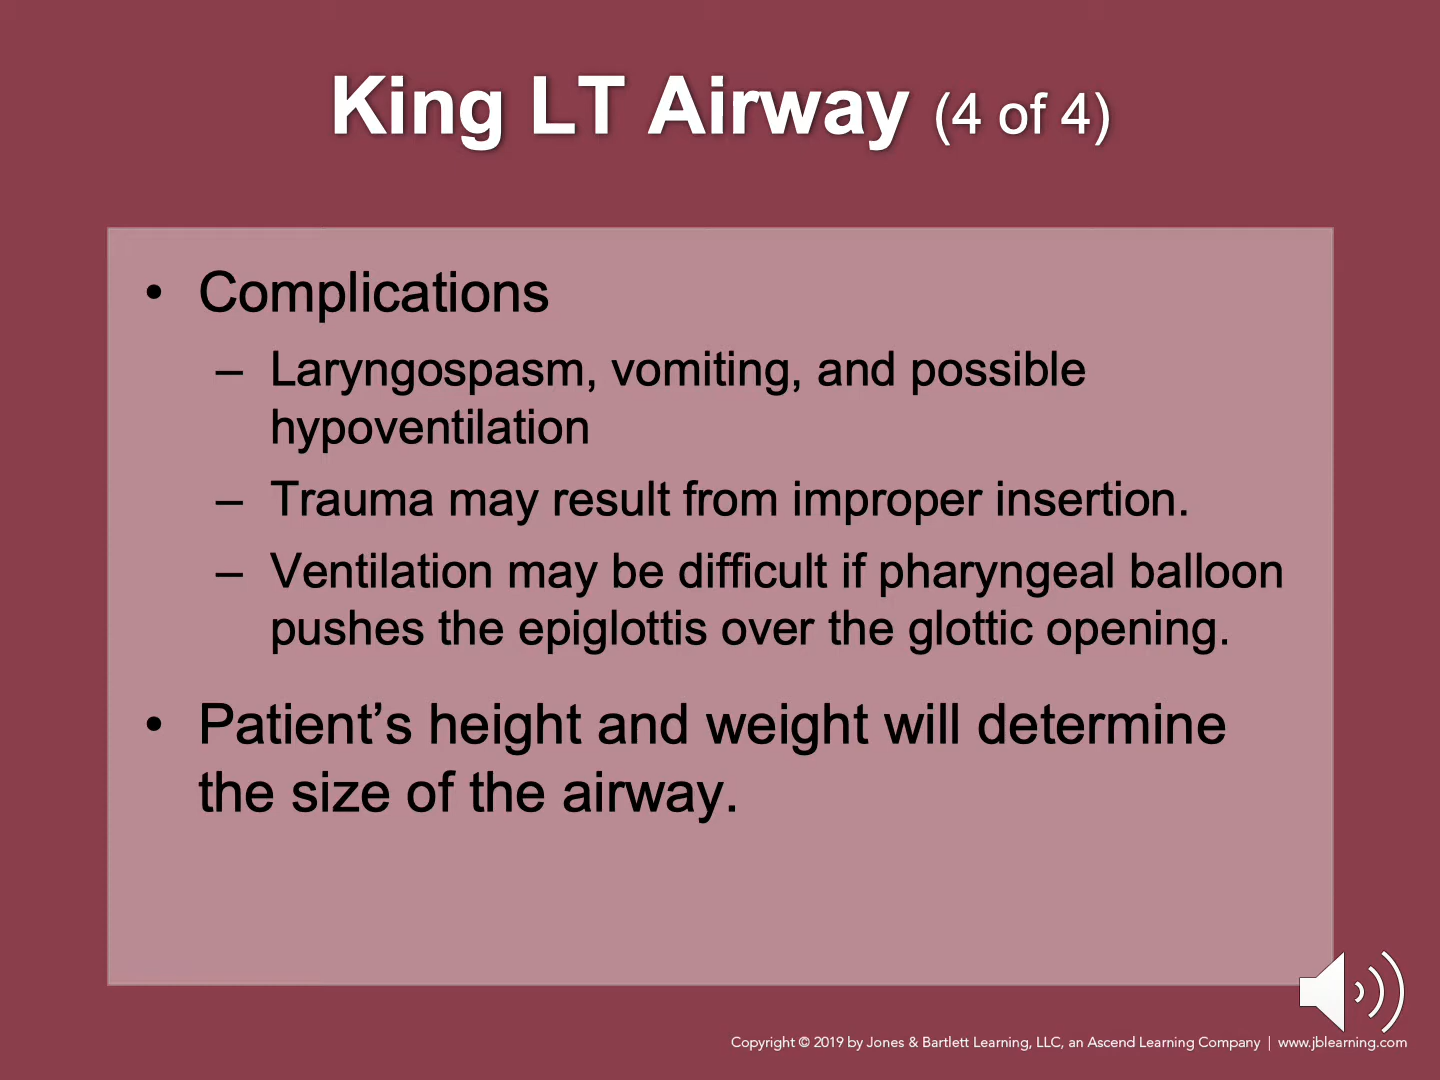 King LT Airway (4 of 4)
• Complications
– Laryngospasm, vomiting, and possible
hypoventilation
– Trauma may result from improper insertion.
– Ventilation may be difficult if pharyngeal balloon
pushes the epiglottis over the glottic opening.
• Patient’s height and weight will determine
the size of the airway.
Copyright © 2019 by Jones & Bartlett Learning, LLC, an Ascend Learning Company | www.jblearning.com